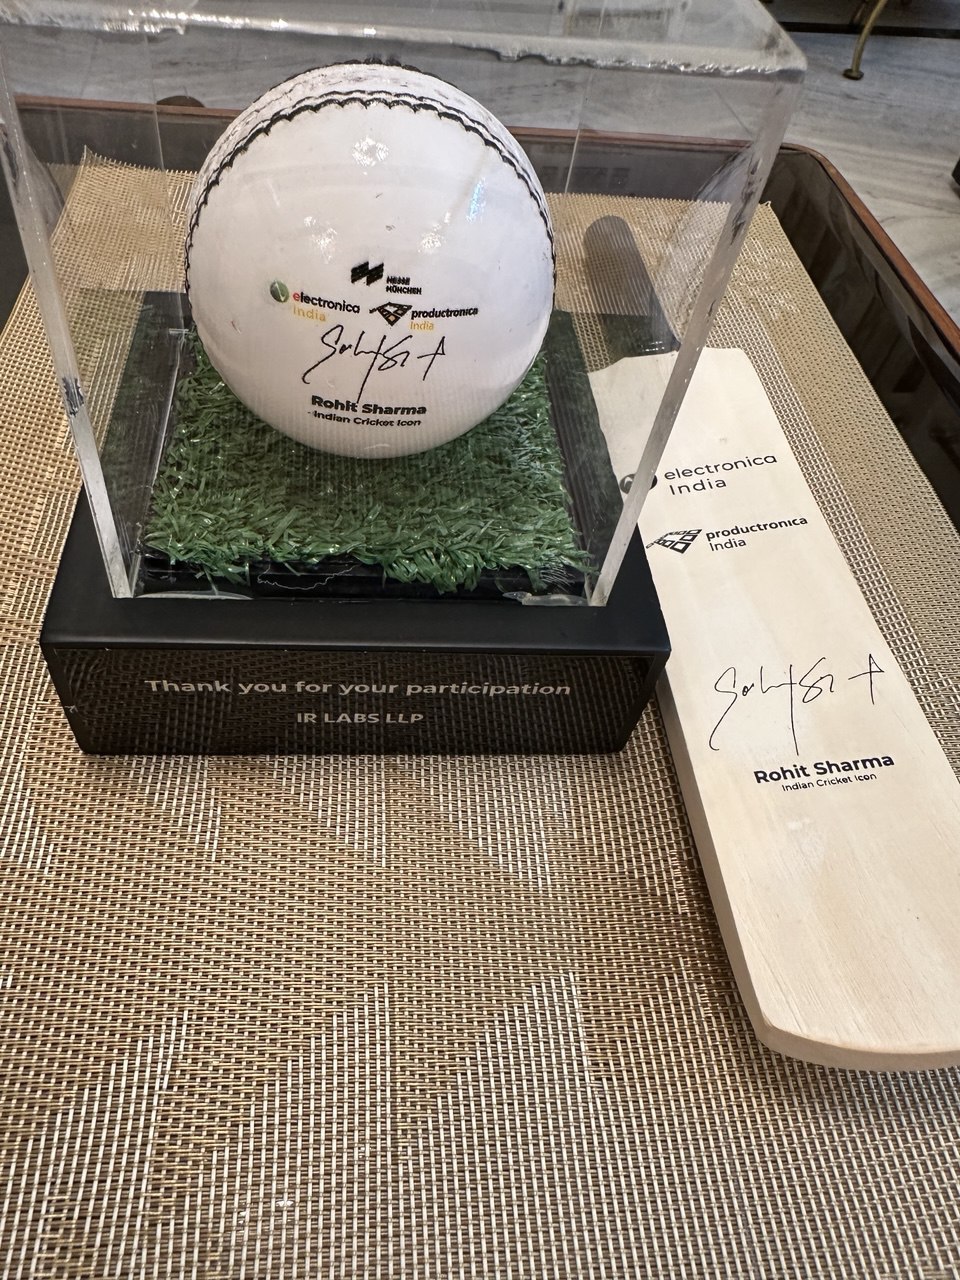 MESSE
MÜNCHEN
electronica
India
productronica
India
Rohit Sharma
Indian Cricket Icon
Thank you for your participation
IR LABS LLP
electronica
India
productronica
India
Rohit Sharma
Indian Cricket Icon